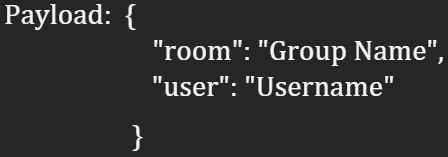 Payload: {
"room": "Group Name",
"user": "Username"
}